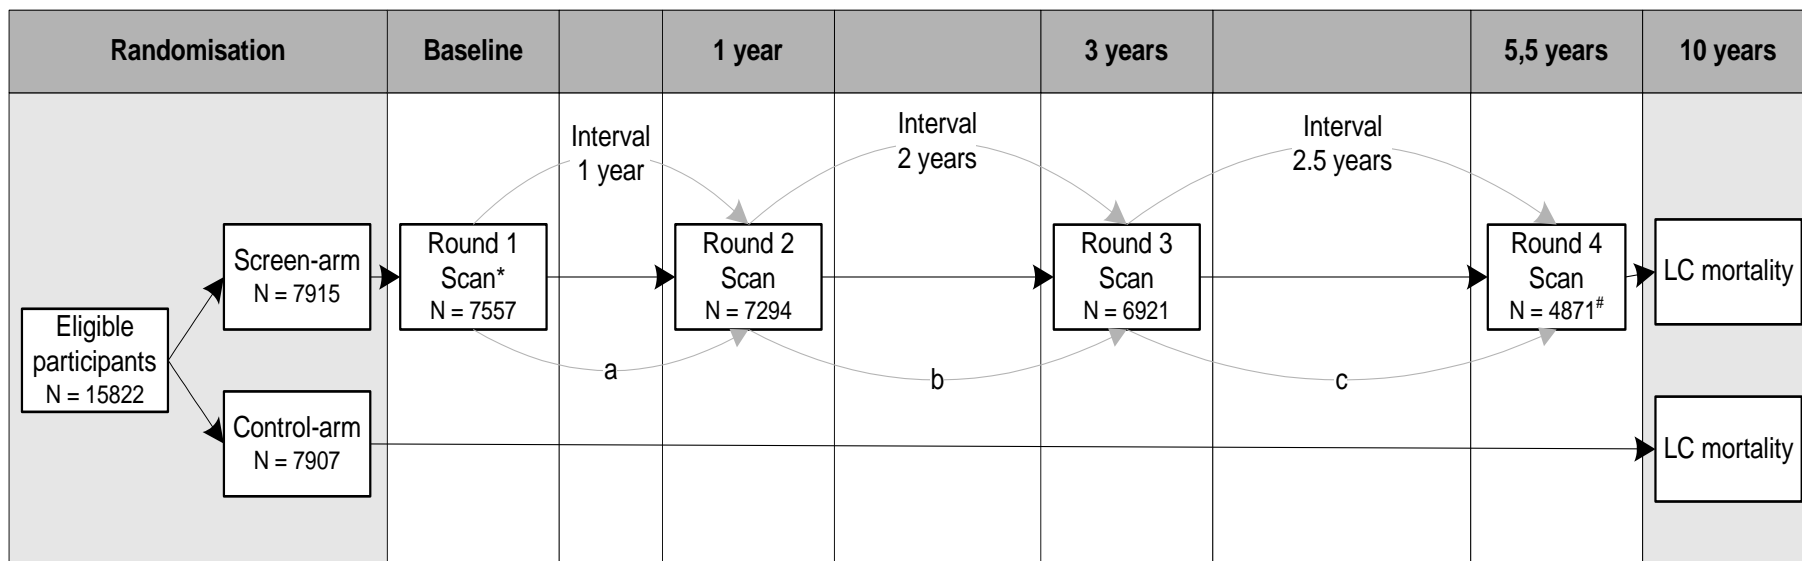 Randomisation
Baseline
1 year
3 years
5,5 years
10 years
Interval
1 year
Interval
2 years
Interval
2.5 years
Eligible
participants
N = 15822
Screen-arm
N = 7915
Control-arm
N = 7907
Round 1
Scan*
N = 7557
Round 2
Scan
N = 7294
Round 3
Scan
N = 6921
Round 4
Scan
N = 4871#
LC mortality
a
b
c
LC mortality